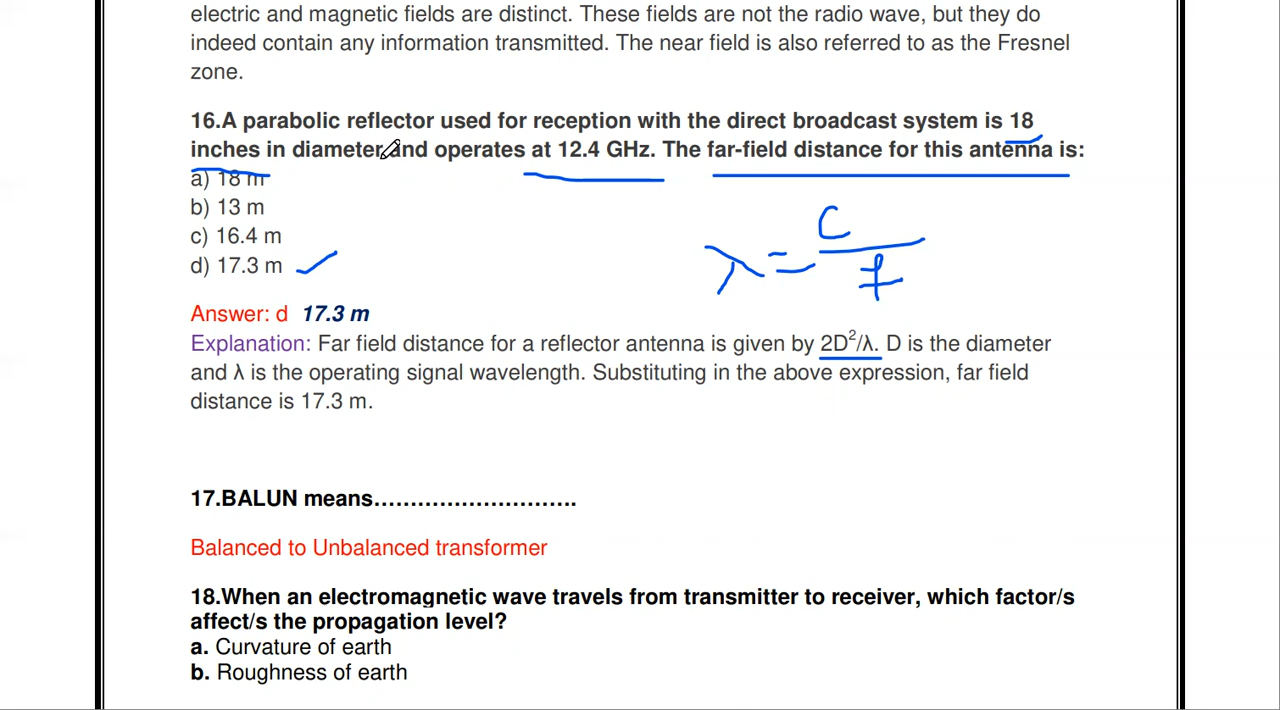 electric and magnetic fields are distinct. These fields are not the radio wave, but they do
indeed contain any information transmitted. The near field is also referred to as the Fresnel
zone.
16.A parabolic reflector used for reception with the direct broadcast system is 18
inches in diameter and operates at 12.4 GHz. The far-field distance for this antenna is:
a) 18 m
b) 13 m
c) 16.4 m
d) 17.3 m
λ = C/f
Answer: d 17.3 m
Explanation: Far field distance for a reflector antenna is given by 2D²/λ. D is the diameter
and λ is the operating signal wavelength. Substituting in the above expression, far field
distance is 17.3 m.
17.BALUN means……………………….
Balanced to Unbalanced transformer
18.When an electromagnetic wave travels from transmitter to receiver, which factor/s
affect/s the propagation level?
a. Curvature of earth
b. Roughness of earth